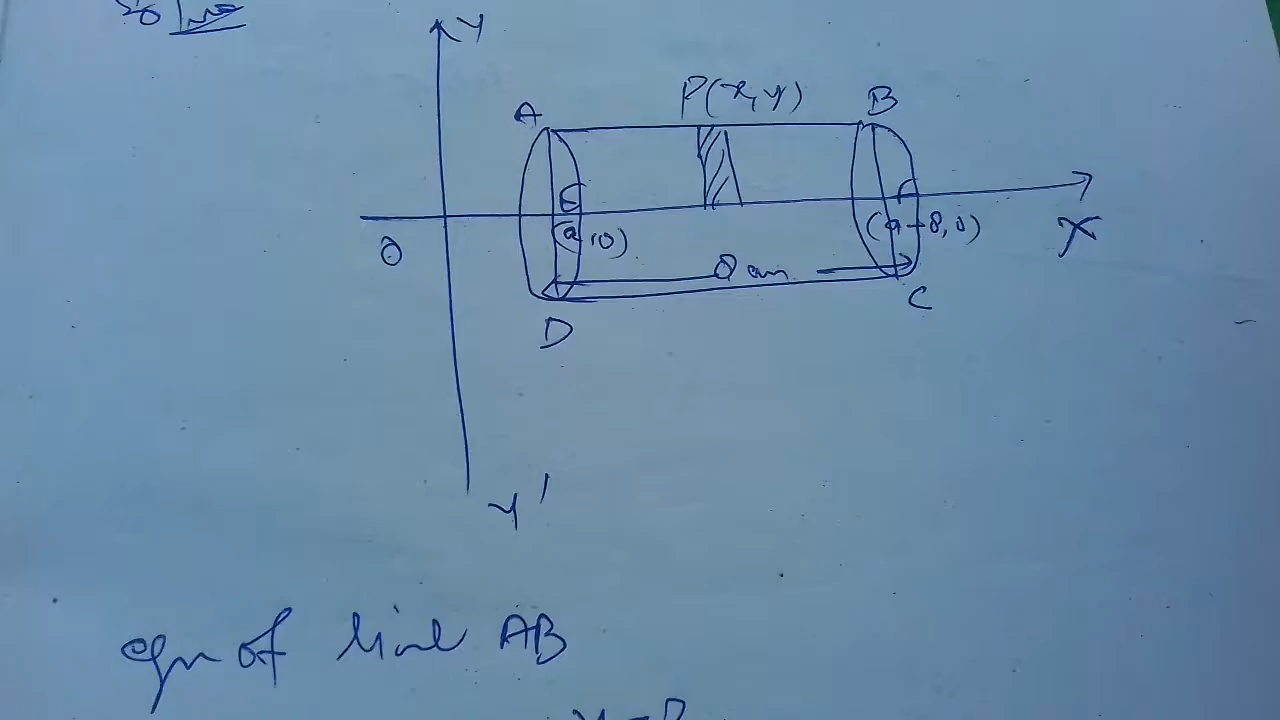 Y
A
P(x, y)
B
O
(a, 0)
(a+8, 0)
X
8 cm
D
C
Y'
eqn of line AB